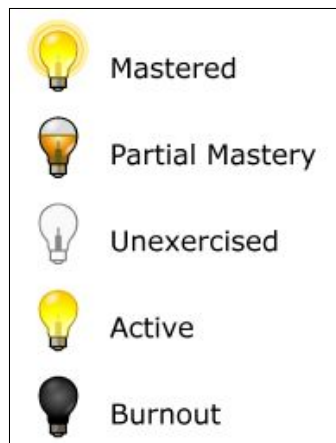 Mastered
Partial Mastery
Unexercised
Active
Burnout